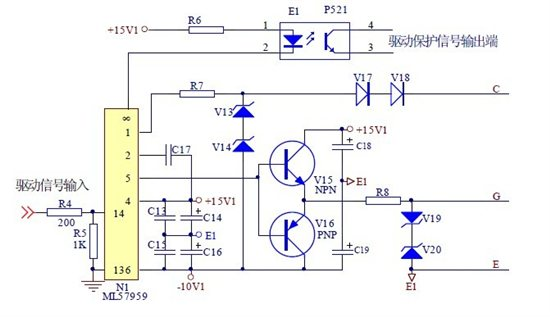 E1 P521
R6
+15V1
1
4
2
3
驱动保护信号输出端
R7
V17 V18
C
∞
1
V13
2
C17
V14
+15V1
C18
5
V15
NPN
E1
驱动信号输入
R4
200
14
4
+15V1
R8
G
C13
C14
E1
V16
PNP
V19
R5
1K
C15
C16
C19
V20
136
E
N1
ML57959
-10V1
E1